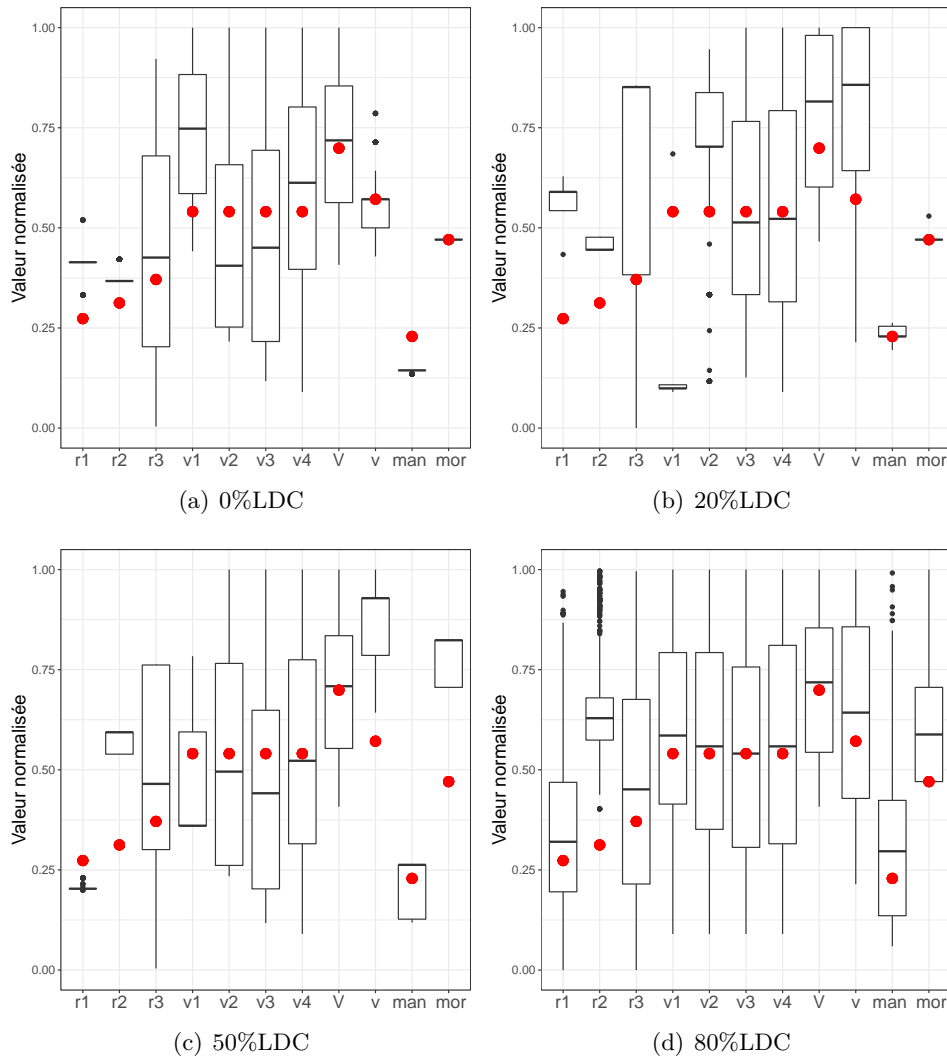 1.00
0.75
0.50
0.25
0.00
Valeur normalisée
r1 r2 r3 v1 v2 v3 v4 V v man mor
(a) 0%LDC
1.00
0.75
0.50
0.25
0.00
Valeur normalisée
r1 r2 r3 v1 v2 v3 v4 V v man mor
(b) 20%LDC
1.00
0.75
0.50
0.25
0.00
Valeur normalisée
r1 r2 r3 v1 v2 v3 v4 V v man mor
(c) 50%LDC
1.00
0.75
0.50
0.25
0.00
Valeur normalisée
r1 r2 r3 v1 v2 v3 v4 V v man mor
(d) 80%LDC